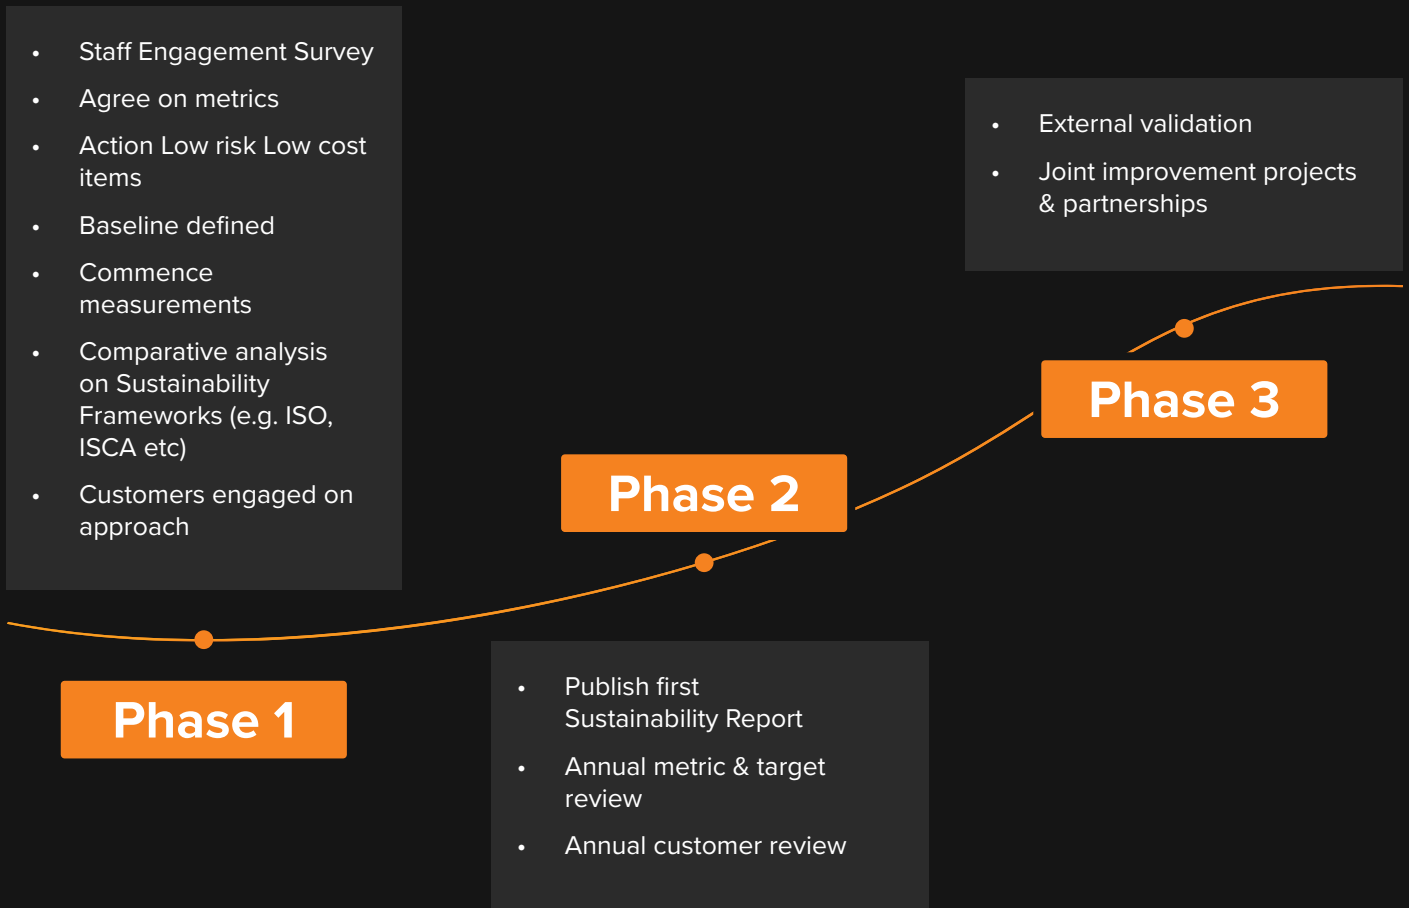 • Staff Engagement Survey
• Agree on metrics
• Action Low risk Low cost
items
• Baseline defined
• Commence
measurements
• Comparative analysis
on Sustainability
Frameworks (e.g. ISO,
ISCA etc)
• Customers engaged on
approach
Phase 1
Phase 2
• Publish first
Sustainability Report
• Annual metric & target
review
• Annual customer review
• External validation
• Joint improvement projects
& partnerships
Phase 3